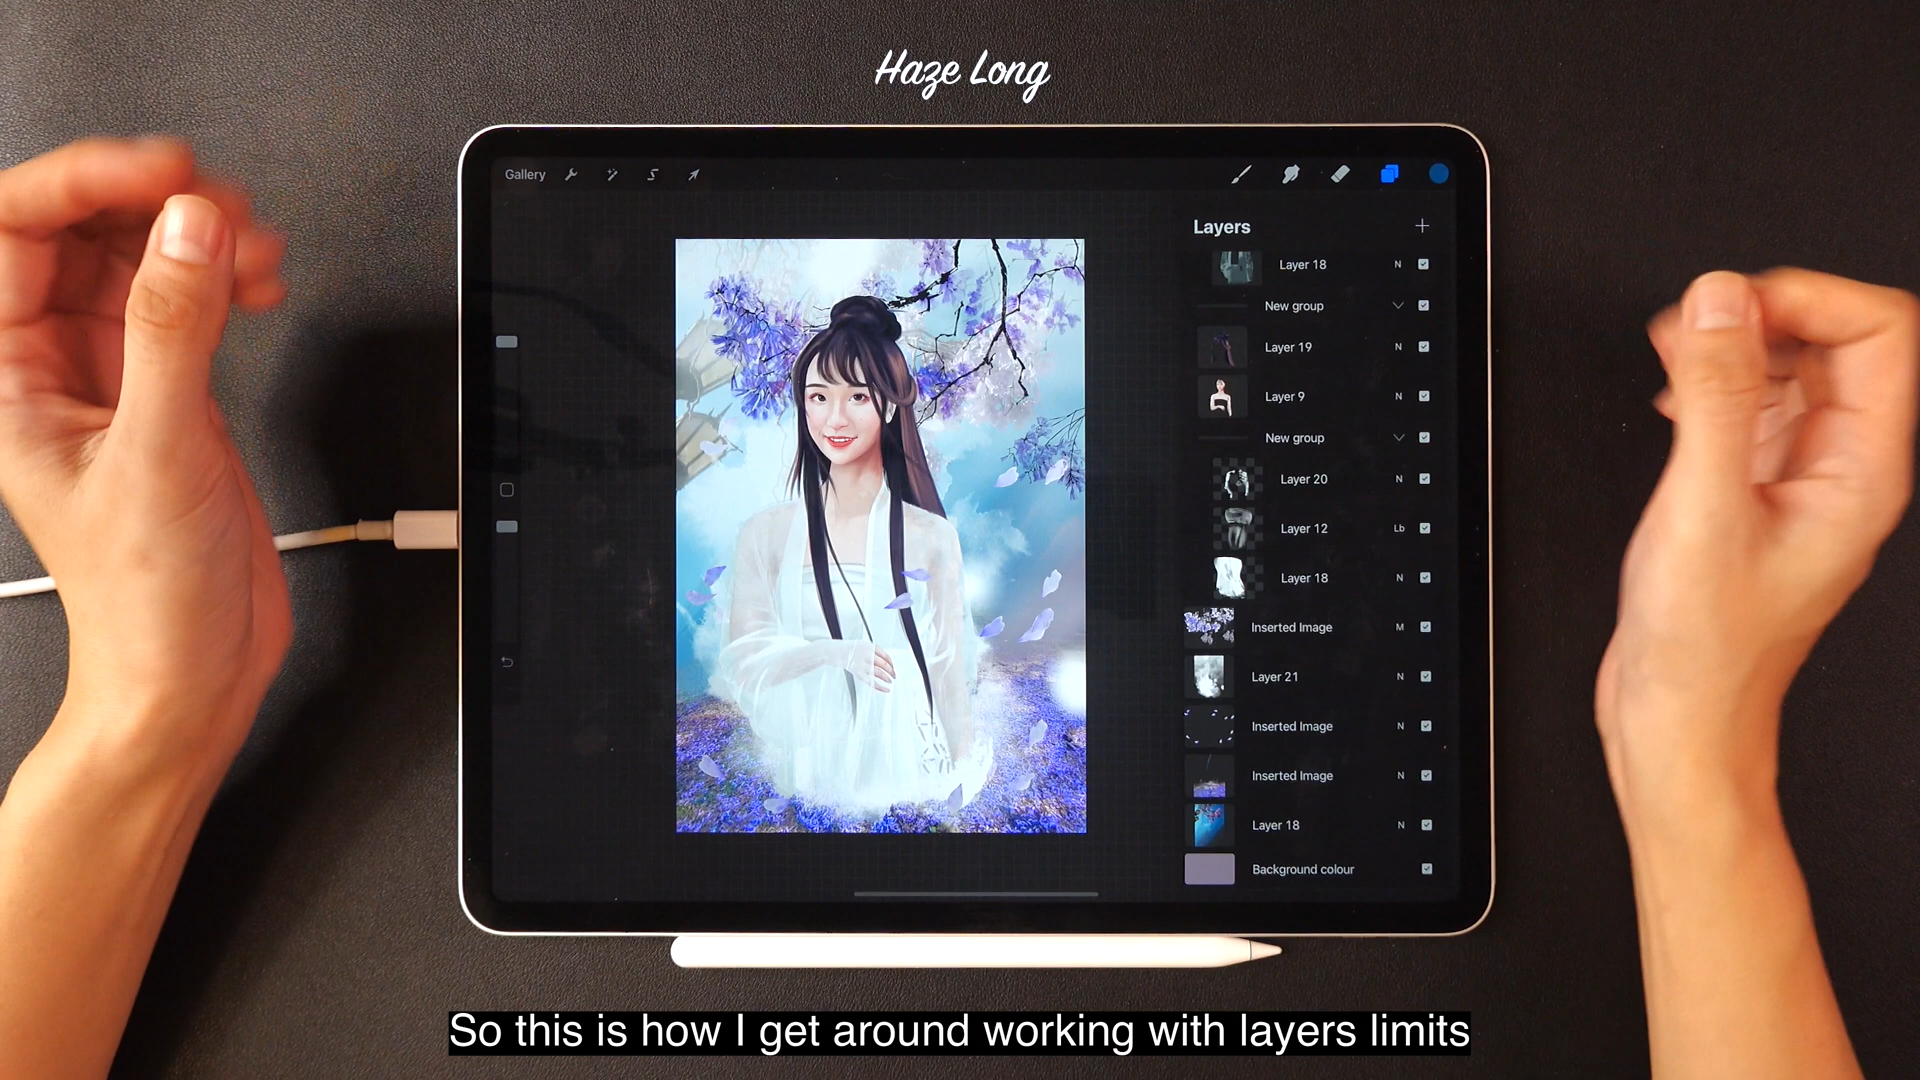 Haze Long
Gallery
Layers
Layer 18 N
New group
Layer 19 N
Layer 9 N
New group
Layer 20 N
Layer 12 Lb
Layer 18 N
Inserted Image M
Layer 21 N
Inserted Image N
Inserted Image N
Layer 18 N
Background colour
So this is how I get around working with layers limits